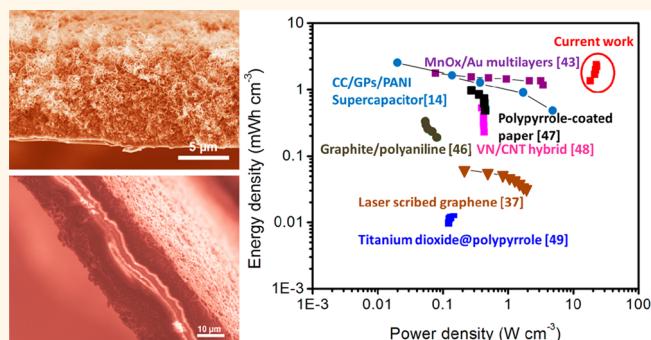 5 µm
10 µm
Energy density (mWh cm⁻³)
10
1
0.1
0.01
1E-3
Current work
MnOx/Au multilayers [43]
CC/GPs/PANI
Supercapacitor[14]
Polypyrrole-coated
paper [47]
Graphite/polyaniline [46]
VN/CNT hybrid [48]
Laser scribed graphene [37]
Titanium dioxide@polypyrrole [49]
1E-3
0.01
0.1
1
10
100
Power density (W cm⁻³)